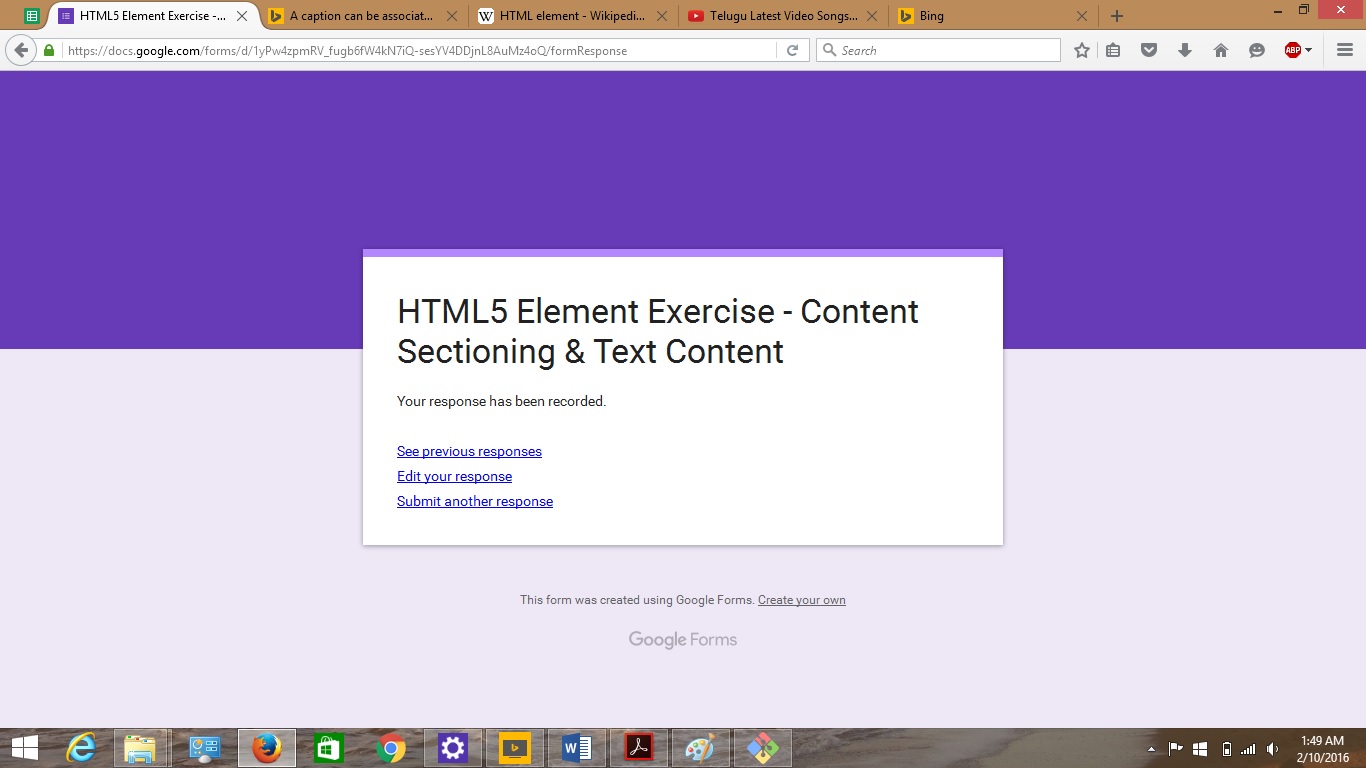 HTML5 Element Exercise -...
A caption can be associat...
HTML element - Wikipedi...
Telugu Latest Video Songs...
Bing
https://docs.google.com/forms/d/1yPw4zpmRV_fugb6fW4kN7iQ-sesYV4DDjnL8AuMz4oQ/formResponse
Search
ABP
HTML5 Element Exercise - Content
Sectioning & Text Content
Your response has been recorded.
See previous responses
Edit your response
Submit another response
This form was created using Google Forms. Create your own
Google Forms
1:49 AM
2/10/2016